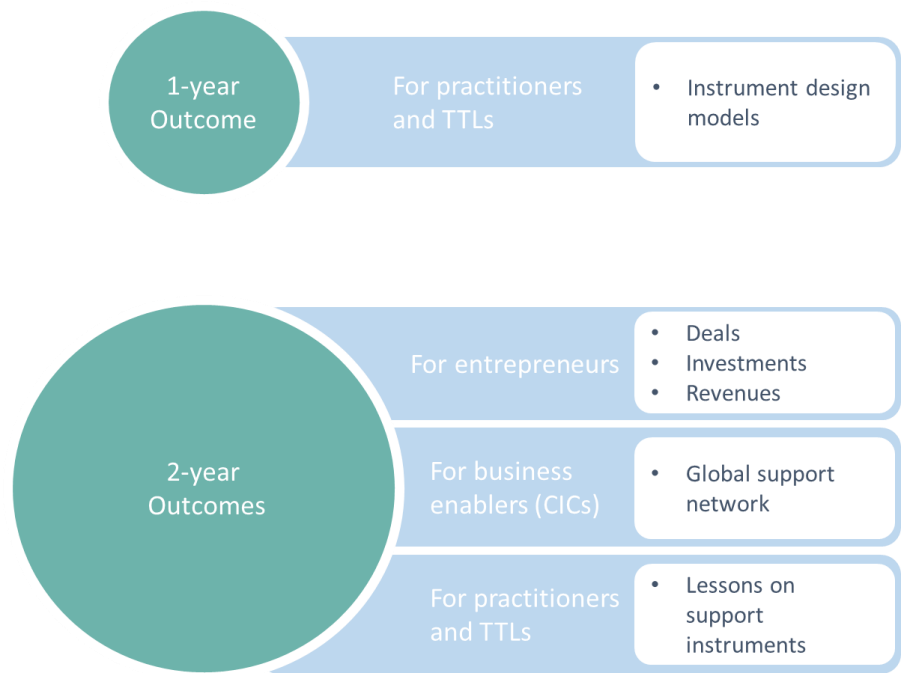 1-year
Outcome
For practitioners
and TTLs
• Instrument design
models
2-year
Outcomes
For entrepreneurs
• Deals
• Investments
• Revenues
For business
enablers (CICs)
• Global support
network
For practitioners
and TTLs
• Lessons on
support
instruments